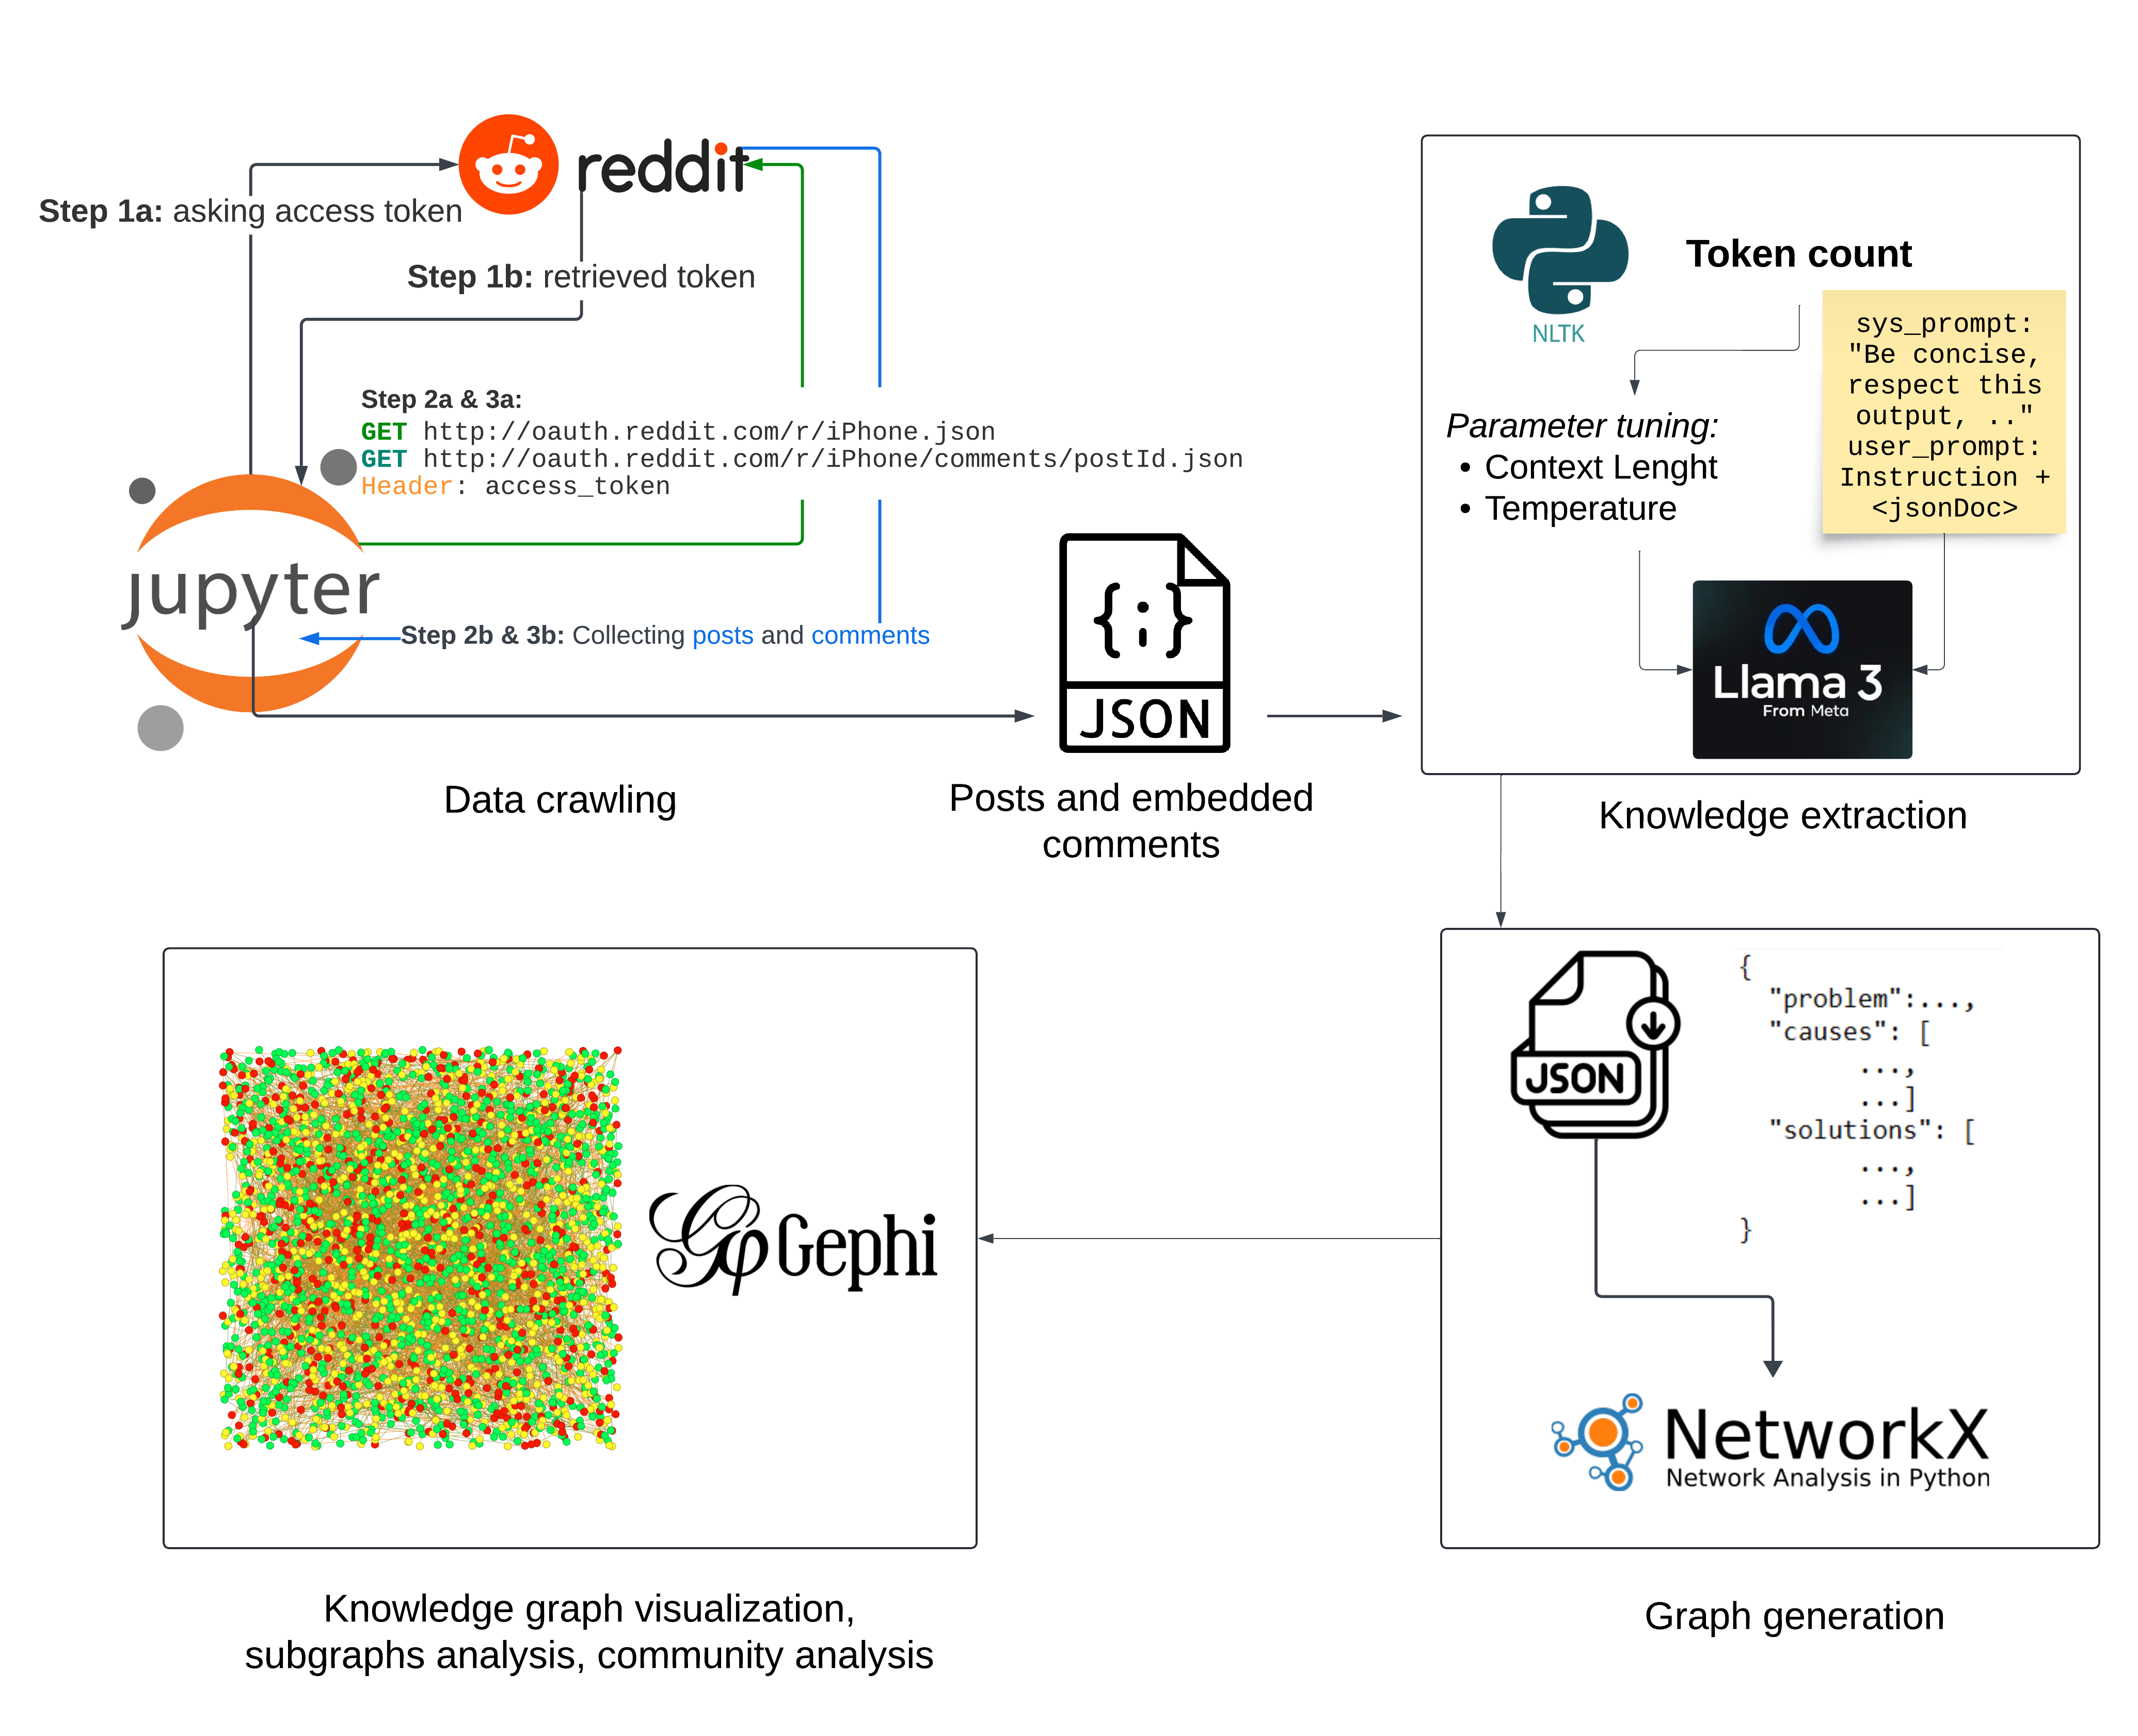 reddit
Step 1a: asking access token
Step 1b: retrieved token
Step 2a & 3a:
GET http://oauth.reddit.com/r/iPhone.json
GET http://oauth.reddit.com/r/iPhone/comments/postId.json
Header: access_token
jupyter
Step 2b & 3b: Collecting posts and comments
Data crawling
{;}
JSON
Posts and embedded
comments
NLTK
Token count
sys_prompt:
"Be concise,
respect this
output, .."
user_prompt:
Instruction +
<jsonDoc>
Parameter tuning:
• Context Lenght
• Temperature
Llama 3
From Meta
Knowledge extraction
JSON
{
"problem":...,
"causes": [
...,
...]
"solutions": [
...,
...]
}
NetworkX
Network Analysis in Python
Graph generation
Gephi
Knowledge graph visualization,
subgraphs analysis, community analysis